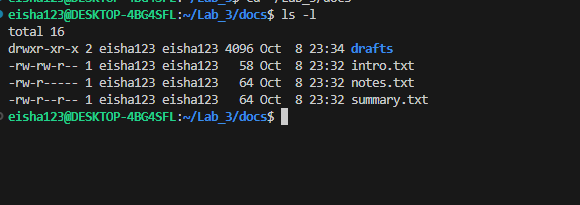 eisha123@DESKTOP-4BG4SFL:~/Lab_3/docs$ ls -l
total 16
drwxr-xr-x 2 eisha123 eisha123 4096 Oct  8 23:34 drafts
-rw-rw-r-- 1 eisha123 eisha123   58 Oct  8 23:32 intro.txt
-rw-r----- 1 eisha123 eisha123   64 Oct  8 23:32 notes.txt
-rw-r--r-- 1 eisha123 eisha123   64 Oct  8 23:32 summary.txt
eisha123@DESKTOP-4BG4SFL:~/Lab_3/docs$